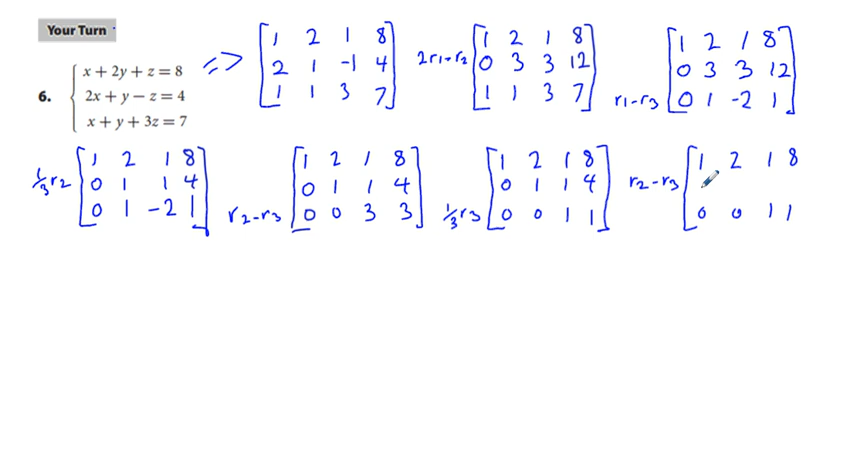 Your Turn
6.
x + 2y + z = 8
2x + y − z = 4
x + y + 3z = 7
=>
1 2 1 8
2 1 -1 4
1 1 3 7
2r1-r2
1 2 1 8
0 3 3 12
1 1 3 7
r1-r3
1 2 1 8
0 3 3 12
0 1 -2 1
1/3 r2
1 2 1 8
0 1 1 4
0 1 -2 1
r2-r3
1 2 1 8
0 1 1 4
0 0 3 3
1/3 r3
1 2 1 8
0 1 1 4
0 0 1 1
r2-r3
1 2 1 8
0 0 1 1